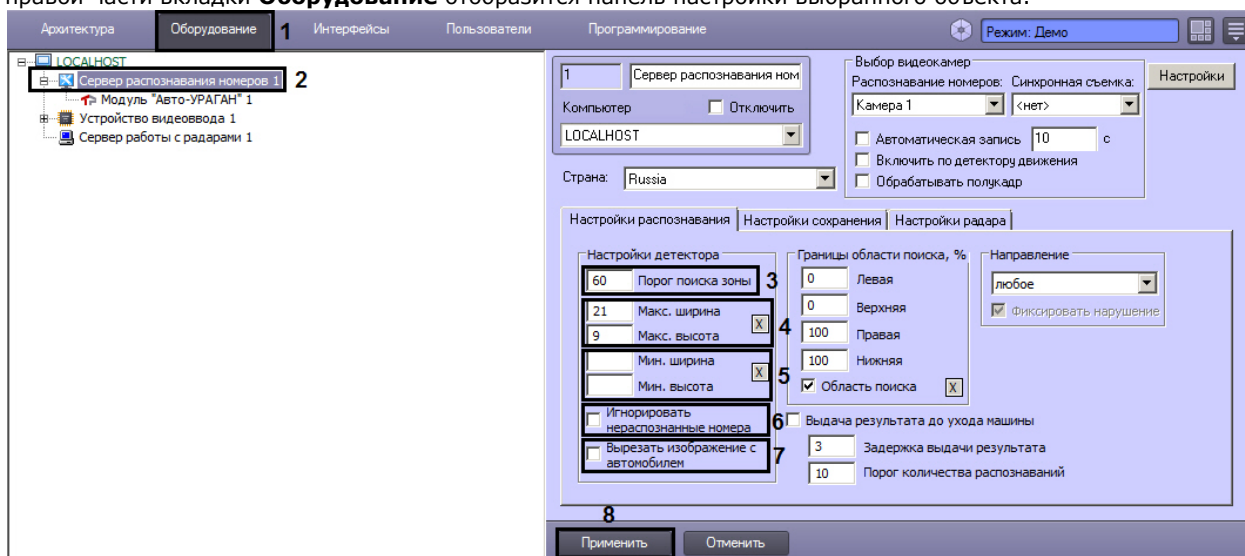 правой части вкладки Оборудование отобразится панель настройки выбранного объекта.
Архитектура Оборудование 1 Интерфейсы Пользователи Программирование Режим: Демо
LOCALHOST
Сервер распознавания номеров 1 2
Модуль "Авто-УРАГАН" 1
Устройство видеоввода 1
Сервер работы с радарами 1
1 Сервер распознавания ном
Компьютер Отключить
LOCALHOST
Страна: Russia
Выбор видеокамер
Распознавание номеров: Синхронная съемка:
Камера 1 <нет>
Автоматическая запись 10 с
Включить по детектору движения
Обрабатывать полукадр
Настройки
Настройки распознавания Настройки сохранения Настройки радара
Настройки детектора
60 Порог поиска зоны 3
21 Макс. ширина
9 Макс. высота
X 4
Мин. ширина
Мин. высота
X 5
Игнорировать
нераспознанные номера
6
Вырезать изображение с
автомобилем
7
Границы области поиска, %
0 Левая
0 Верхняя
100 Правая
100 Нижняя
Область поиска X
Направление
любое
Фиксировать нарушение
Выдача результата до ухода машины
3 Задержка выдачи результата
10 Порог количества распознаваний
8
Применить Отменить